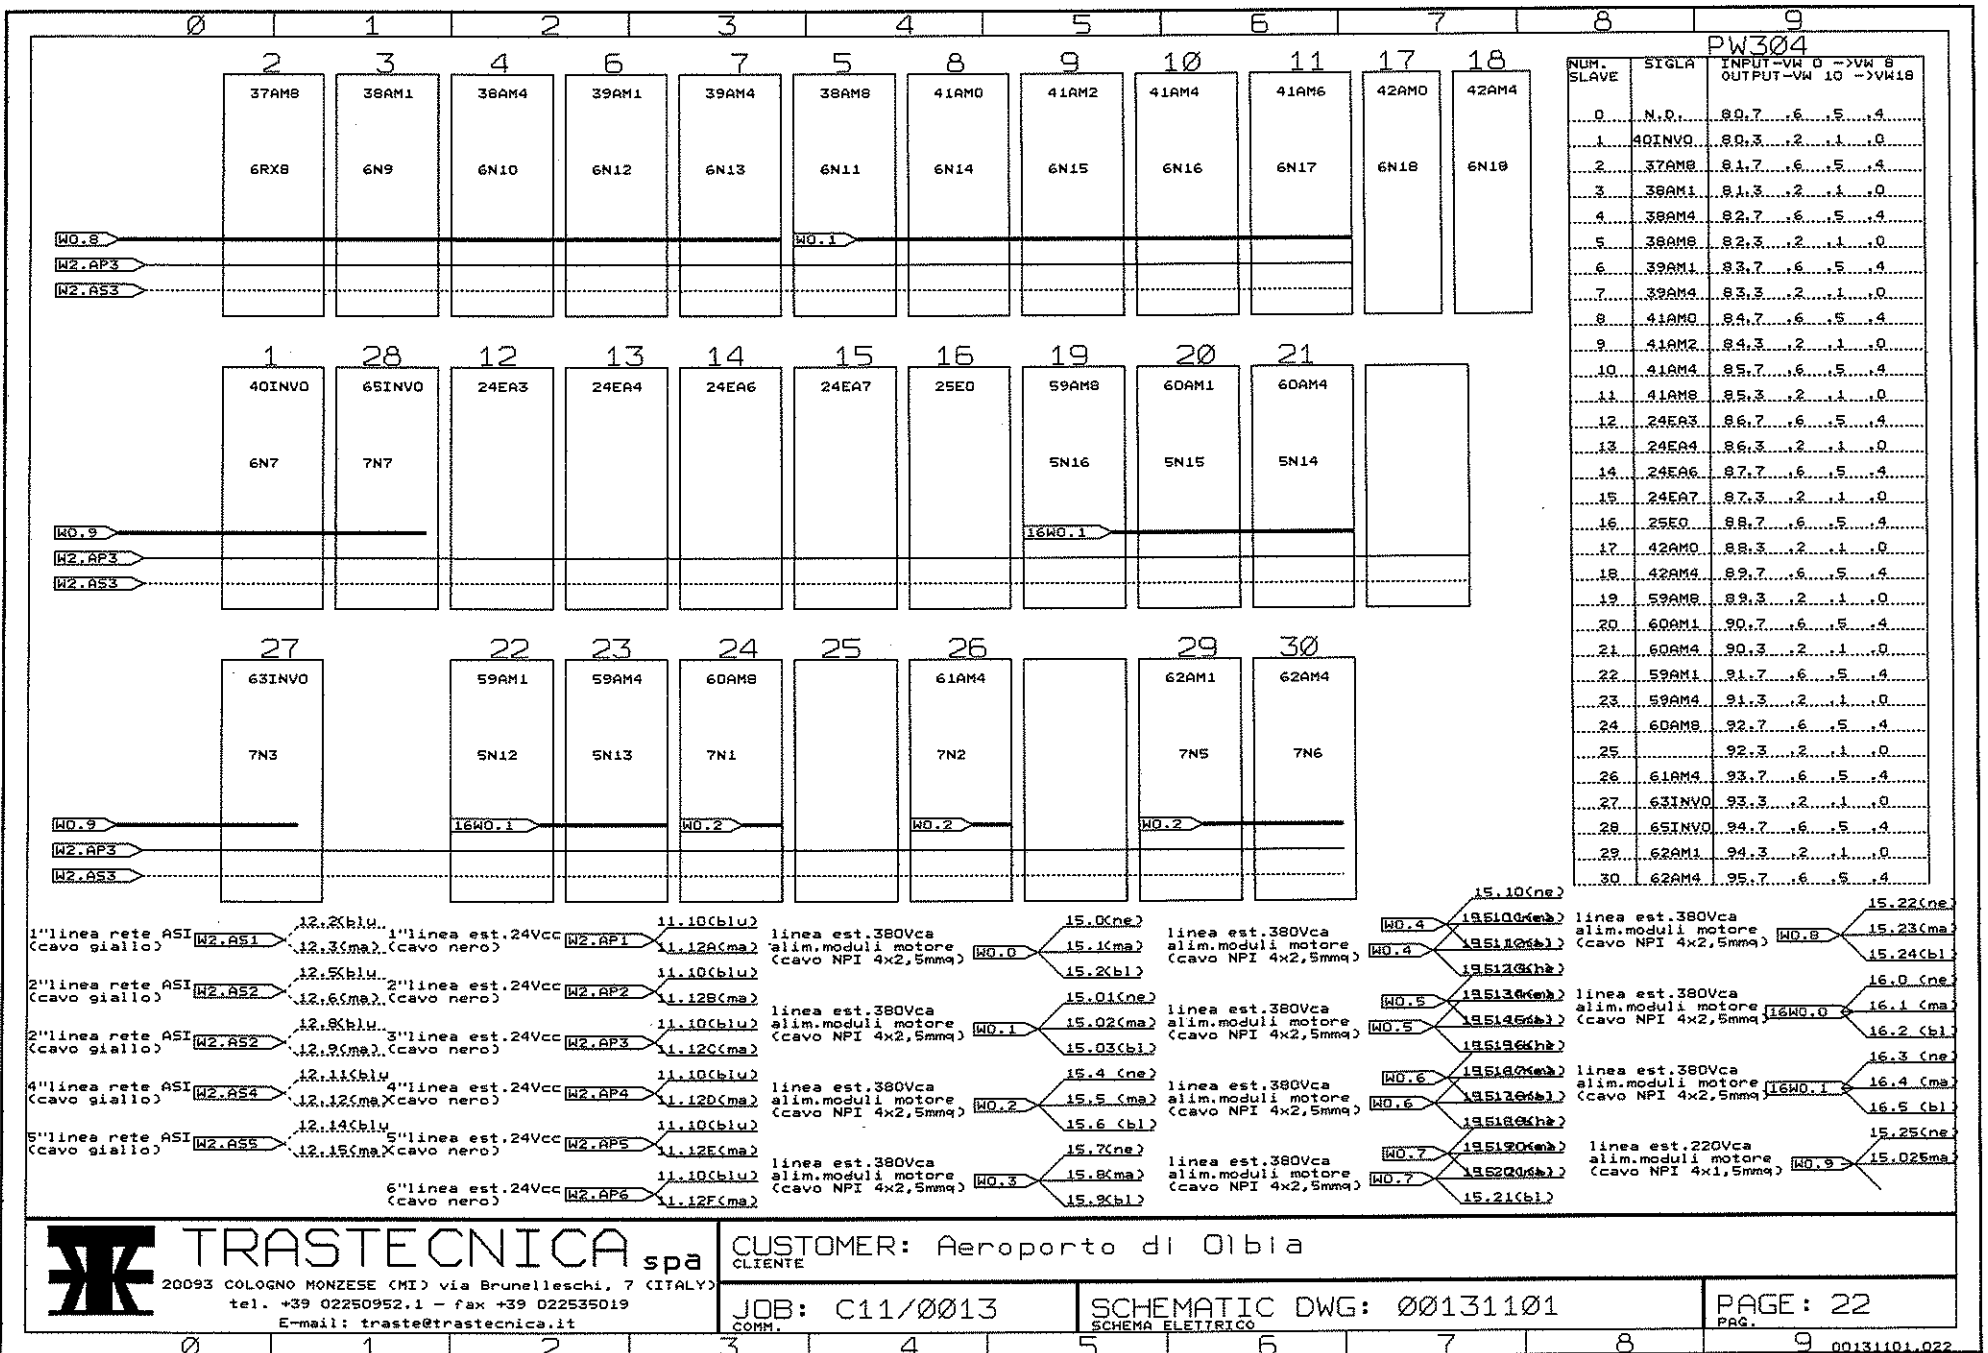 Ø 1 2 3 4 5 6 7 8 9
PW304
2 3 4 6 7 5 8 9 10 11 17 18
37AM8 38AM1 38AM4 39AM1 39AM4 38AM8 41AM0 41AM2 41AM4 41AM6 42AM0 42AM4
6RX8 6N9 6N10 6N12 6N13 6N11 6N14 6N15 6N16 6N17 6N18 6N18
W0.8 W0.1
W2.AP3
W2.AS3
1 28 12 13 14 15 16 19 20 21
40INV0 65INV0 24EA3 24EA4 24EA6 24EA7 25E0 59AM8 60AM1 60AM4
6N7 7N7 5N16 5N15 5N14
W0.9 16W0.1
W2.AP3
W2.AS3
27 22 23 24 25 26 29 30
63INV0 59AM1 59AM4 60AM8 61AM4 62AM1 62AM4
7N3 5N12 5N13 7N1 7N2 7N5 7N6
W0.9 16W0.1 W0.2 W0.2 W0.2
W2.AP3
W2.AS3
NUM. SLAVE SIGLA INPUT-VW 0 ->VW 8
OUTPUT-VW 10 ->VW18
0 N.D. 80.7 .6 .5 .4
1 40INV0 80.3 .2 .1 .0
2 37AM8 81.7 .6 .5 .4
3 38AM1 81.3 .2 .1 .0
4 38AM4 82.7 .6 .5 .4
5 38AM8 82.3 .2 .1 .0
6 39AM1 83.7 .6 .5 .4
7 39AM4 83.3 .2 .1 .0
8 41AM0 84.7 .6 .5 .4
9 41AM2 84.3 .2 .1 .0
10 41AM4 85.7 .6 .5 .4
11 41AM8 85.3 .2 .1 .0
12 24EA3 86.7 .6 .5 .4
13 24EA4 86.3 .2 .1 .0
14 24EA6 87.7 .6 .5 .4
15 24EA7 87.3 .2 .1 .0
16 25E0 88.7 .6 .5 .4
17 42AM0 88.3 .2 .1 .0
18 42AM4 89.7 .6 .5 .4
19 59AM8 89.3 .2 .1 .0
20 60AM1 90.7 .6 .5 .4
21 60AM4 90.3 .2 .1 .0
22 59AM1 91.7 .6 .5 .4
23 59AM4 91.3 .2 .1 .0
24 60AM8 92.7 .6 .5 .4
25 92.3 .2 .1 .0
26 61AM4 93.7 .6 .5 .4
27 63INV0 93.3 .2 .1 .0
28 65INV0 94.7 .6 .5 .4
29 62AM1 94.3 .2 .1 .0
30 62AM4 95.7 .6 .5 .4
1"linea rete ASI
(cavo giallo)
W2.AS1
12.2(blu
12.3(ma)
2"linea rete ASI
(cavo giallo)
W2.AS2
12.5(blu
12.6(ma)
2"linea rete ASI
(cavo giallo)
W2.AS2
12.8(blu
12.9(ma)
4"linea rete ASI
(cavo giallo)
W2.AS4
12.11(blu
12.12(ma)
5"linea rete ASI
(cavo giallo)
W2.AS5
12.14(blu
12.15(ma)
1"linea est.24Vcc
(cavo nero)
W2.AP1
11.10(blu)
11.12A(ma)
2"linea est.24Vcc
(cavo nero)
W2.AP2
11.10(blu)
11.12B(ma)
3"linea est.24Vcc
(cavo nero)
W2.AP3
11.10(blu)
11.12C(ma)
4"linea est.24Vcc
(cavo nero)
W2.AP4
11.10(blu)
11.12D(ma)
5"linea est.24Vcc
(cavo nero)
W2.AP5
11.10(blu)
11.12E(ma)
6"linea est.24Vcc
(cavo nero)
W2.AP6
11.10(blu)
11.12F(ma)
linea est.380Vca
alim.moduli motore
(cavo NPI 4x2,5mmq)
W0.0
15.0(ne)
15.1(ma)
15.2(bl)
linea est.380Vca
alim.moduli motore
(cavo NPI 4x2,5mmq)
W0.1
15.01(ne)
15.02(ma)
15.03(bl)
linea est.380Vca
alim.moduli motore
(cavo NPI 4x2,5mmq)
W0.2
15.4 (ne)
15.5 (ma)
15.6 (bl)
linea est.380Vca
alim.moduli motore
(cavo NPI 4x2,5mmq)
W0.3
15.7(ne)
15.8(ma)
15.9(bl)
linea est.380Vca
alim.moduli motore
(cavo NPI 4x2,5mmq)
W0.4
W0.4
15.10(ne)
linea est.380Vca
alim.moduli motore
(cavo NPI 4x2,5mmq)
W0.5
W0.5
linea est.380Vca
alim.moduli motore
(cavo NPI 4x2,5mmq)
W0.6
W0.6
linea est.380Vca
alim.moduli motore
(cavo NPI 4x2,5mmq)
W0.7
W0.7
15.21(bl)
linea est.380Vca
alim.moduli motore
(cavo NPI 4x2,5mmq)
W0.8
15.22(ne)
15.23(ma)
15.24(bl)
linea est.380Vca
alim.moduli motore
(cavo NPI 4x2,5mmq)
16W0.0
16.0 (ne)
16.1 (ma)
16.2 (bl)
linea est.380Vca
alim.moduli motore
(cavo NPI 4x2,5mmq)
16W0.1
16.3 (ne)
16.4 (ma)
16.5 (bl)
linea est.220Vca
alim.moduli motore
(cavo NPI 4x1,5mmq)
W0.9
15.25(ne)
15.025ma)
TRASTECNICA spa
20093 COLOGNO MONZESE (MI) via Brunelleschi, 7 (ITALY)
tel. +39 02250952.1 - fax +39 022535019
E-mail: traste@trastecnica.it
CUSTOMER: Aeroporto di Olbia
CLIENTE
JOB: C11/0013
COMM.
SCHEMATIC DWG: 00131101
SCHEMA ELETTRICO
PAGE: 22
PAG.
Ø 1 2 3 4 5 6 7 8 9
00131101.022